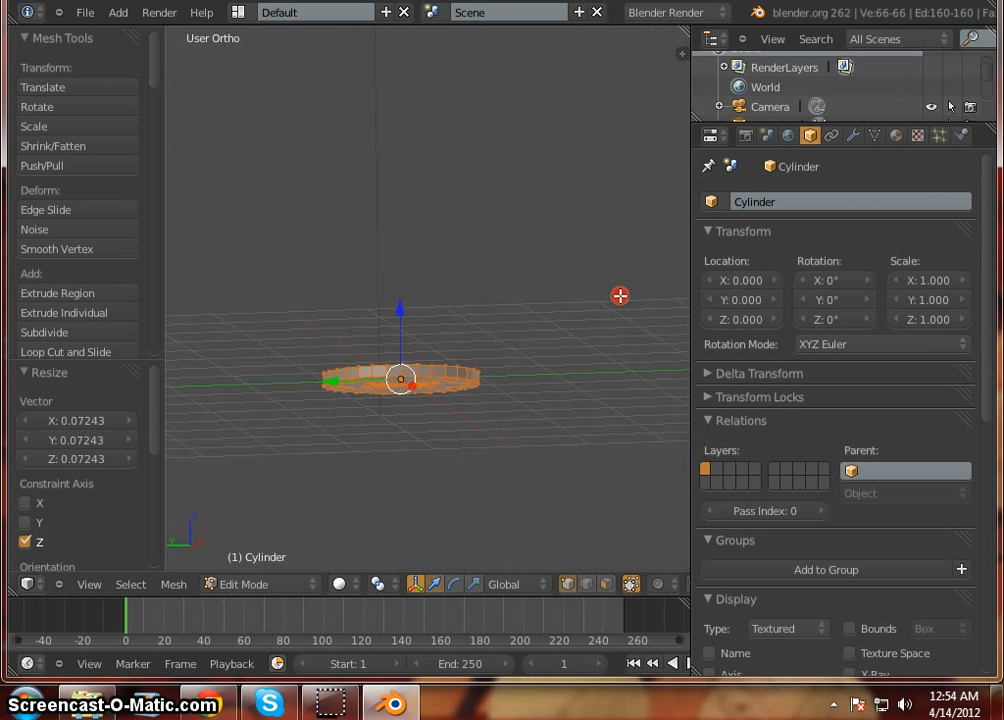 File Add Render Help Default Scene Blender Render blender.org 262 | Ve:66-66 | Ed:160-160 | Fa
Mesh Tools
User Ortho
View Search All Scenes
RenderLayers
World
Camera
Transform:
Translate
Rotate
Scale
Shrink/Fatten
Push/Pull
Deform:
Edge Slide
Noise
Smooth Vertex
Add:
Extrude Region
Extrude Individual
Subdivide
Loop Cut and Slide
Resize
Vector
X: 0.07243
Y: 0.07243
Z: 0.07243
Constraint Axis
X
Y
Z
Orientation
(1) Cylinder
View Select Mesh Edit Mode Global
Cylinder
Cylinder
Transform
Location: Rotation: Scale:
X: 0.000 X: 0° X: 1.000
Y: 0.000 Y: 0° Y: 1.000
Z: 0.000 Z: 0° Z: 1.000
Rotation Mode: XYZ Euler
Delta Transform
Transform Locks
Relations
Layers: Parent:
Object
Pass Index: 0
Groups
Add to Group
Display
Type: Textured Bounds Box
Name Texture Space
Axis X-Ray
-40 -20 0 20 40 60 80 100 120 140 160 180 200 220 240 260
View Marker Frame Playback Start: 1 End: 250 1
Screencast-O-Matic.com
12:54 AM
4/14/2012